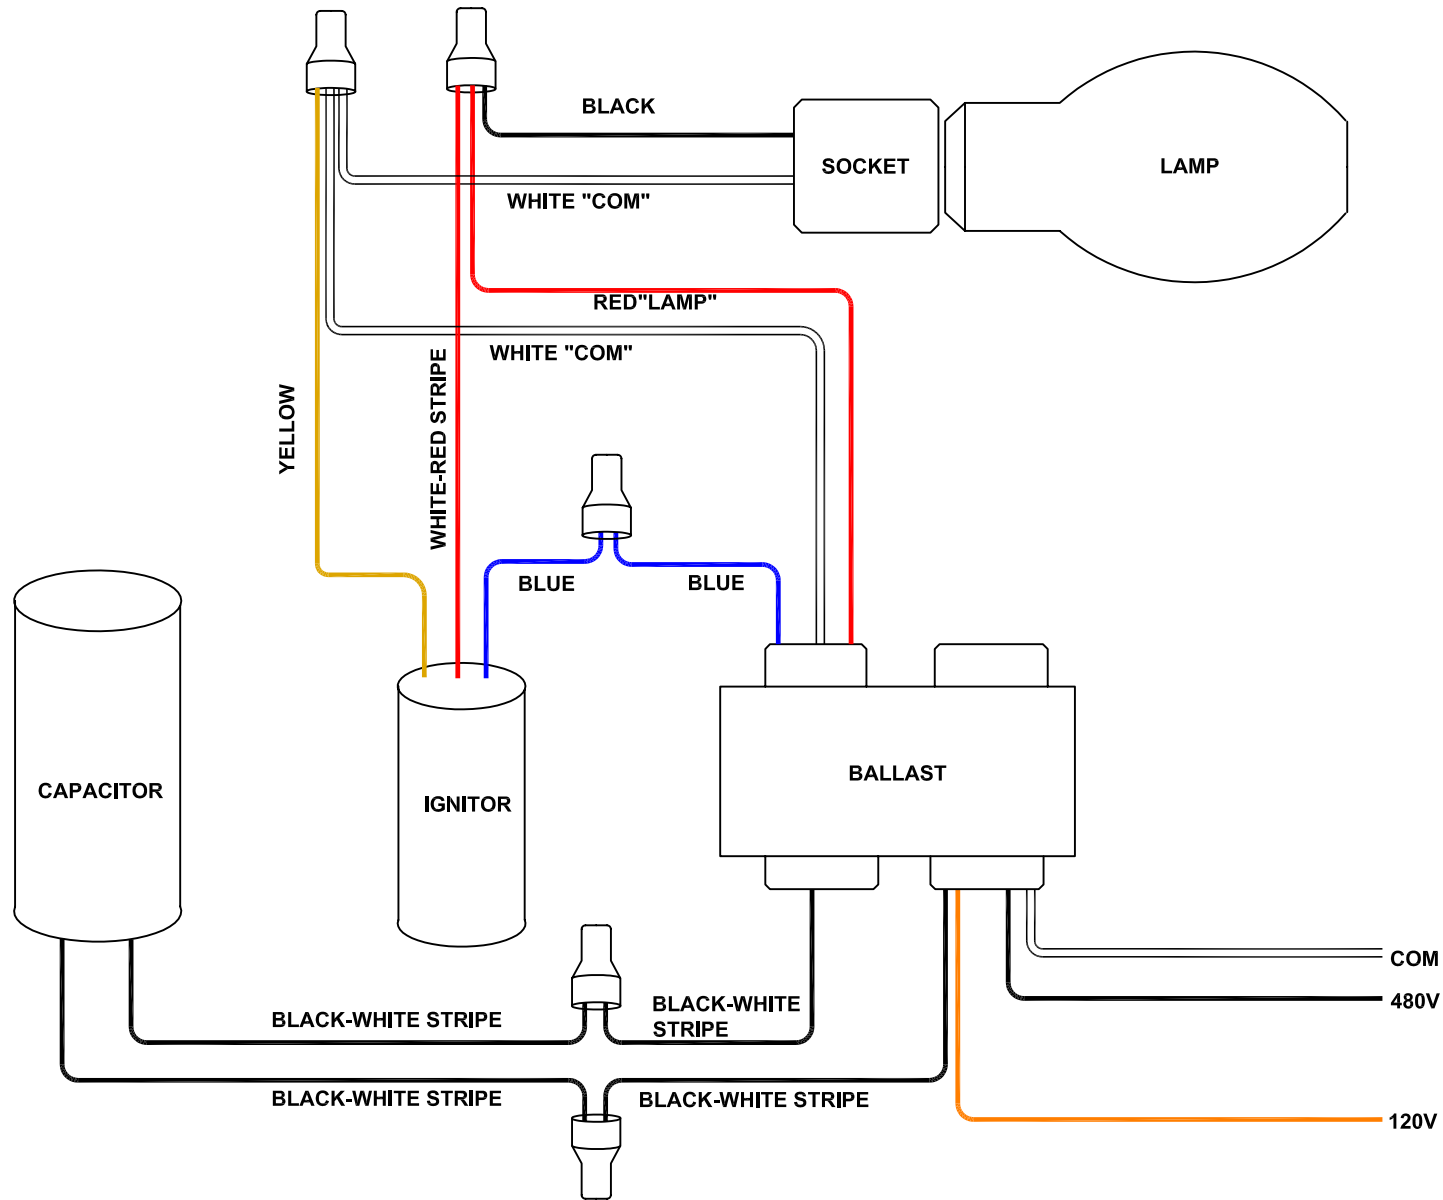 BLACK
SOCKET
LAMP
WHITE "COM"
RED"LAMP"
WHITE "COM"
YELLOW
WHITE-RED STRIPE
BLUE
BLUE
CAPACITOR
IGNITOR
BALLAST
COM
480V
BLACK-WHITE STRIPE
BLACK-WHITE
STRIPE
BLACK-WHITE STRIPE
BLACK-WHITE STRIPE
120V